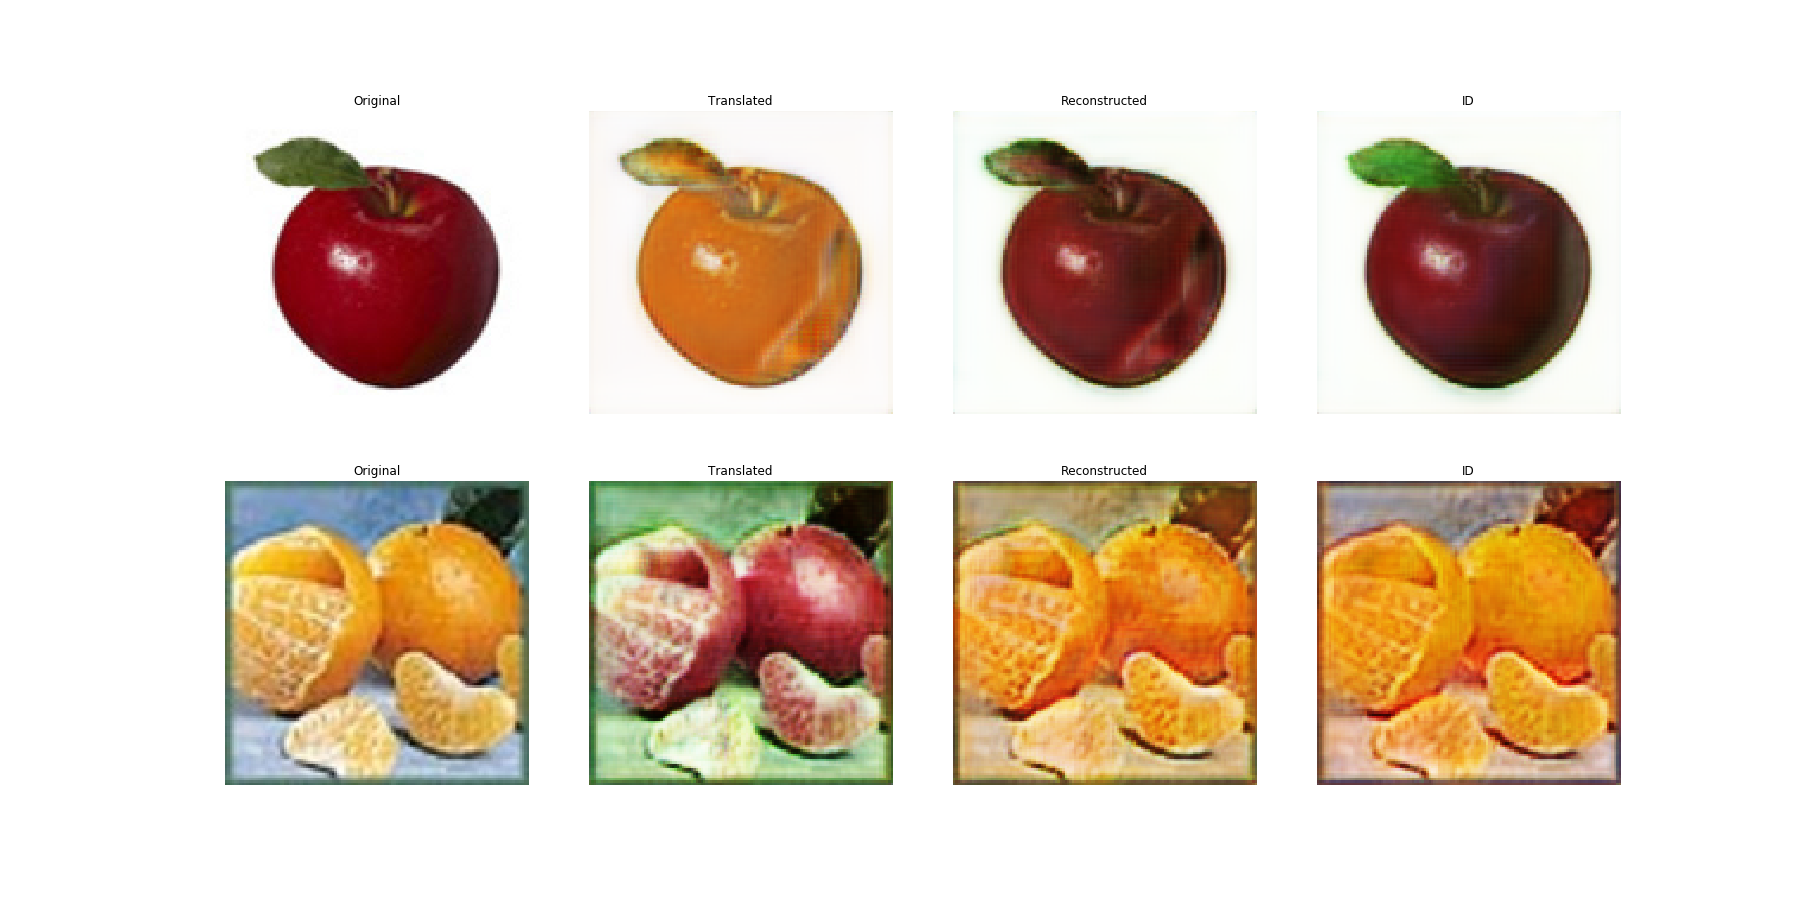 Original
Translated
Reconstructed
ID
Original
Translated
Reconstructed
ID